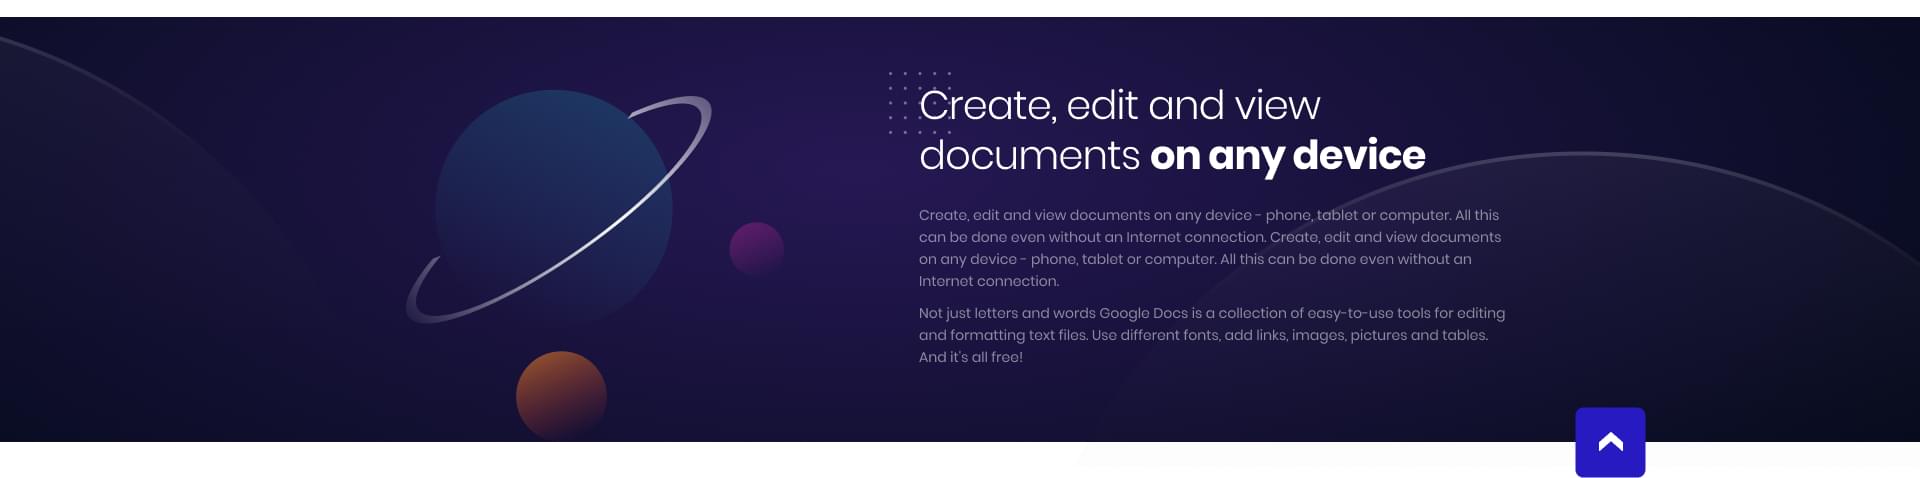 Create, edit and view
documents on any device
Create, edit and view documents on any device - phone, tablet or computer. All this
can be done even without an Internet connection. Create, edit and view documents
on any device - phone, tablet or computer. All this can be done even without an
Internet connection.
Not just letters and words Google Docs is a collection of easy-to-use tools for editing
and formatting text files. Use different fonts, add links, images, pictures and tables.
And it's all free!